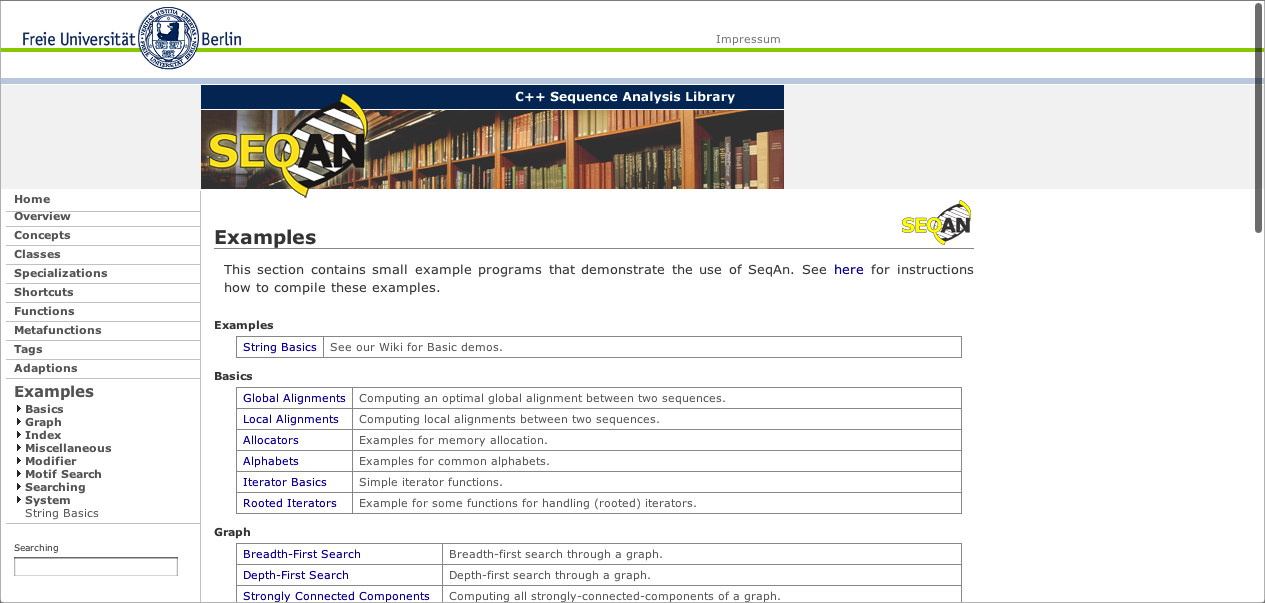 Freie Universität Berlin
Impressum
C++ Sequence Analysis Library
SEQAN
Home
Overview
Concepts
Classes
Specializations
Shortcuts
Functions
Metafunctions
Tags
Adaptions
Examples
Basics
Graph
Index
Miscellaneous
Modifier
Motif Search
Searching
System
String Basics
Searching
SEQAN
Examples
This section contains small example programs that demonstrate the use of SeqAn. See here for instructions
how to compile these examples.
Examples
String Basics See our Wiki for Basic demos.
Basics
Global Alignments Computing an optimal global alignment between two sequences.
Local Alignments Computing local alignments between two sequences.
Allocators Examples for memory allocation.
Alphabets Examples for common alphabets.
Iterator Basics Simple iterator functions.
Rooted Iterators Example for some functions for handling (rooted) iterators.
Graph
Breadth-First Search Breadth-first search through a graph.
Depth-First Search Depth-first search through a graph.
Strongly Connected Components Computing all strongly-connected-components of a graph.